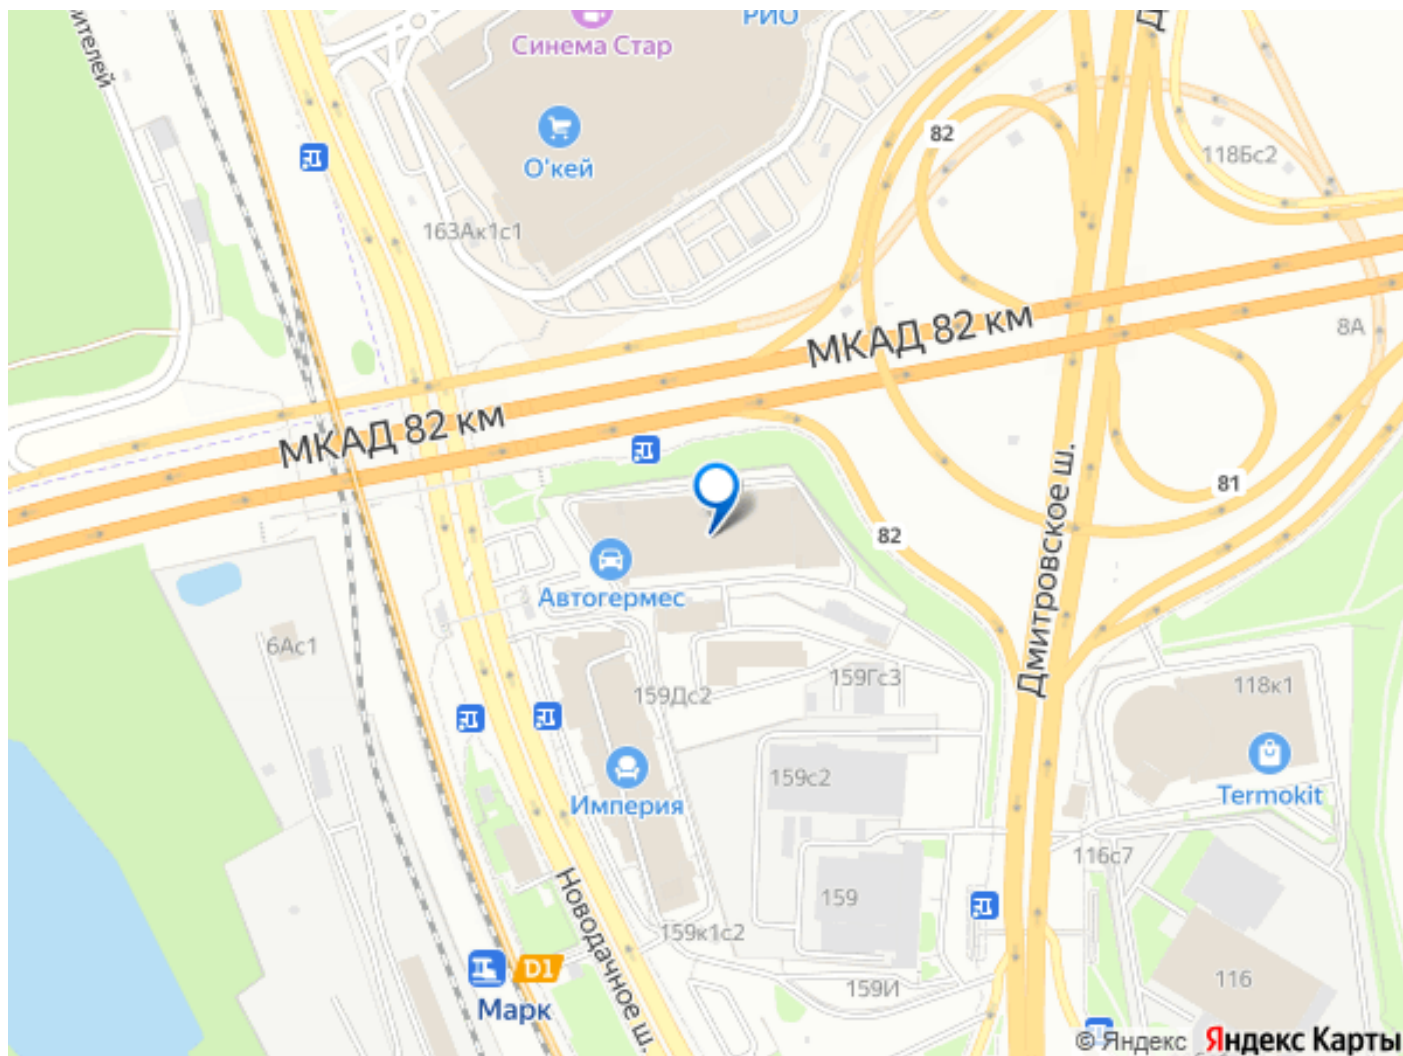 РИО
Синема Стар
ителей
82
О'кей
118Бс2
163Ак1с1
МКАД 82 км
8А
МКАД 82 км
Дмитровское ш.
81
82
Автогермес
6Ас1
159Дс2
159Гс3
118к1
Империя
159с2
Termokit
116с7
Новодачное ш.
159
159к1с2
D1
Марк
159И
116
© Яндекс Яндекс Карты